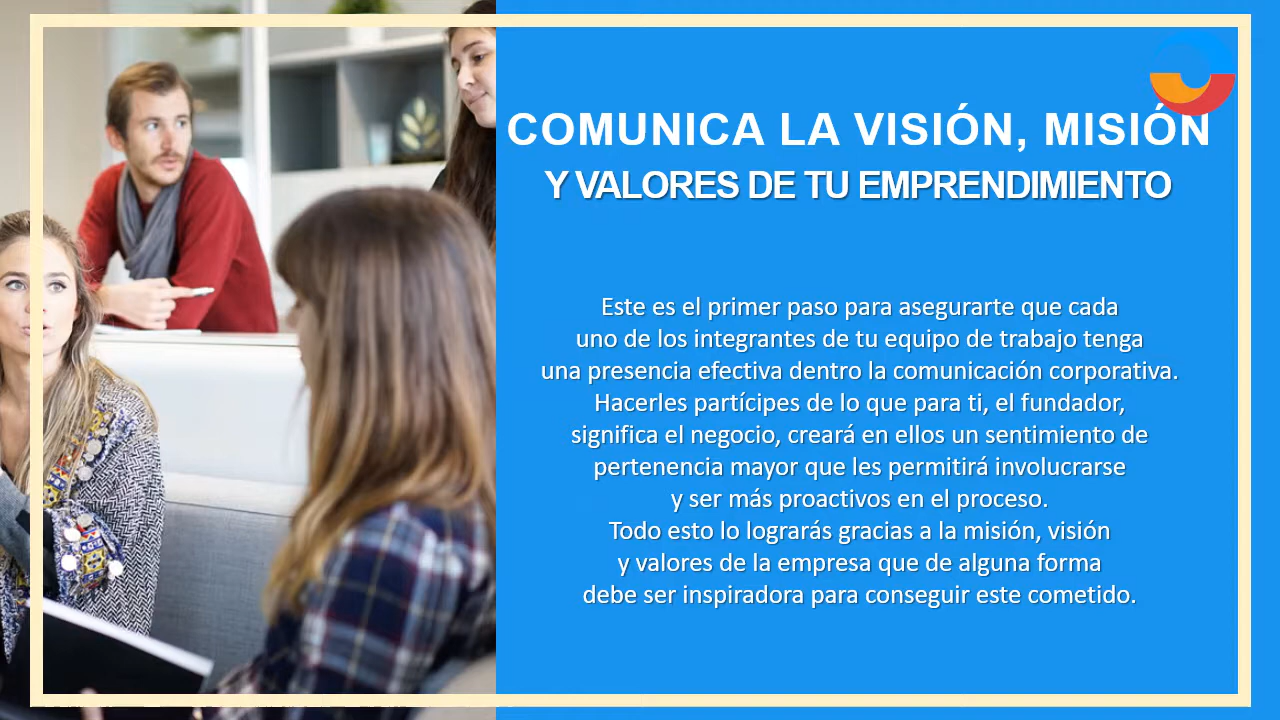 COMUNICA LA VISIÓN, MISIÓN
Y VALORES DE TU EMPRENDIMIENTO
Este es el primer paso para asegurarte que cada
uno de los integrantes de tu equipo de trabajo tenga
una presencia efectiva dentro la comunicación corporativa.
Hacerles partícipes de lo que para ti, el fundador,
significa el negocio, creará en ellos un sentimiento de
pertenencia mayor que les permitirá involucrarse
y ser más proactivos en el proceso.
Todo esto lo lograrás gracias a la misión, visión
y valores de la empresa que de alguna forma
debe ser inspiradora para conseguir este cometido.